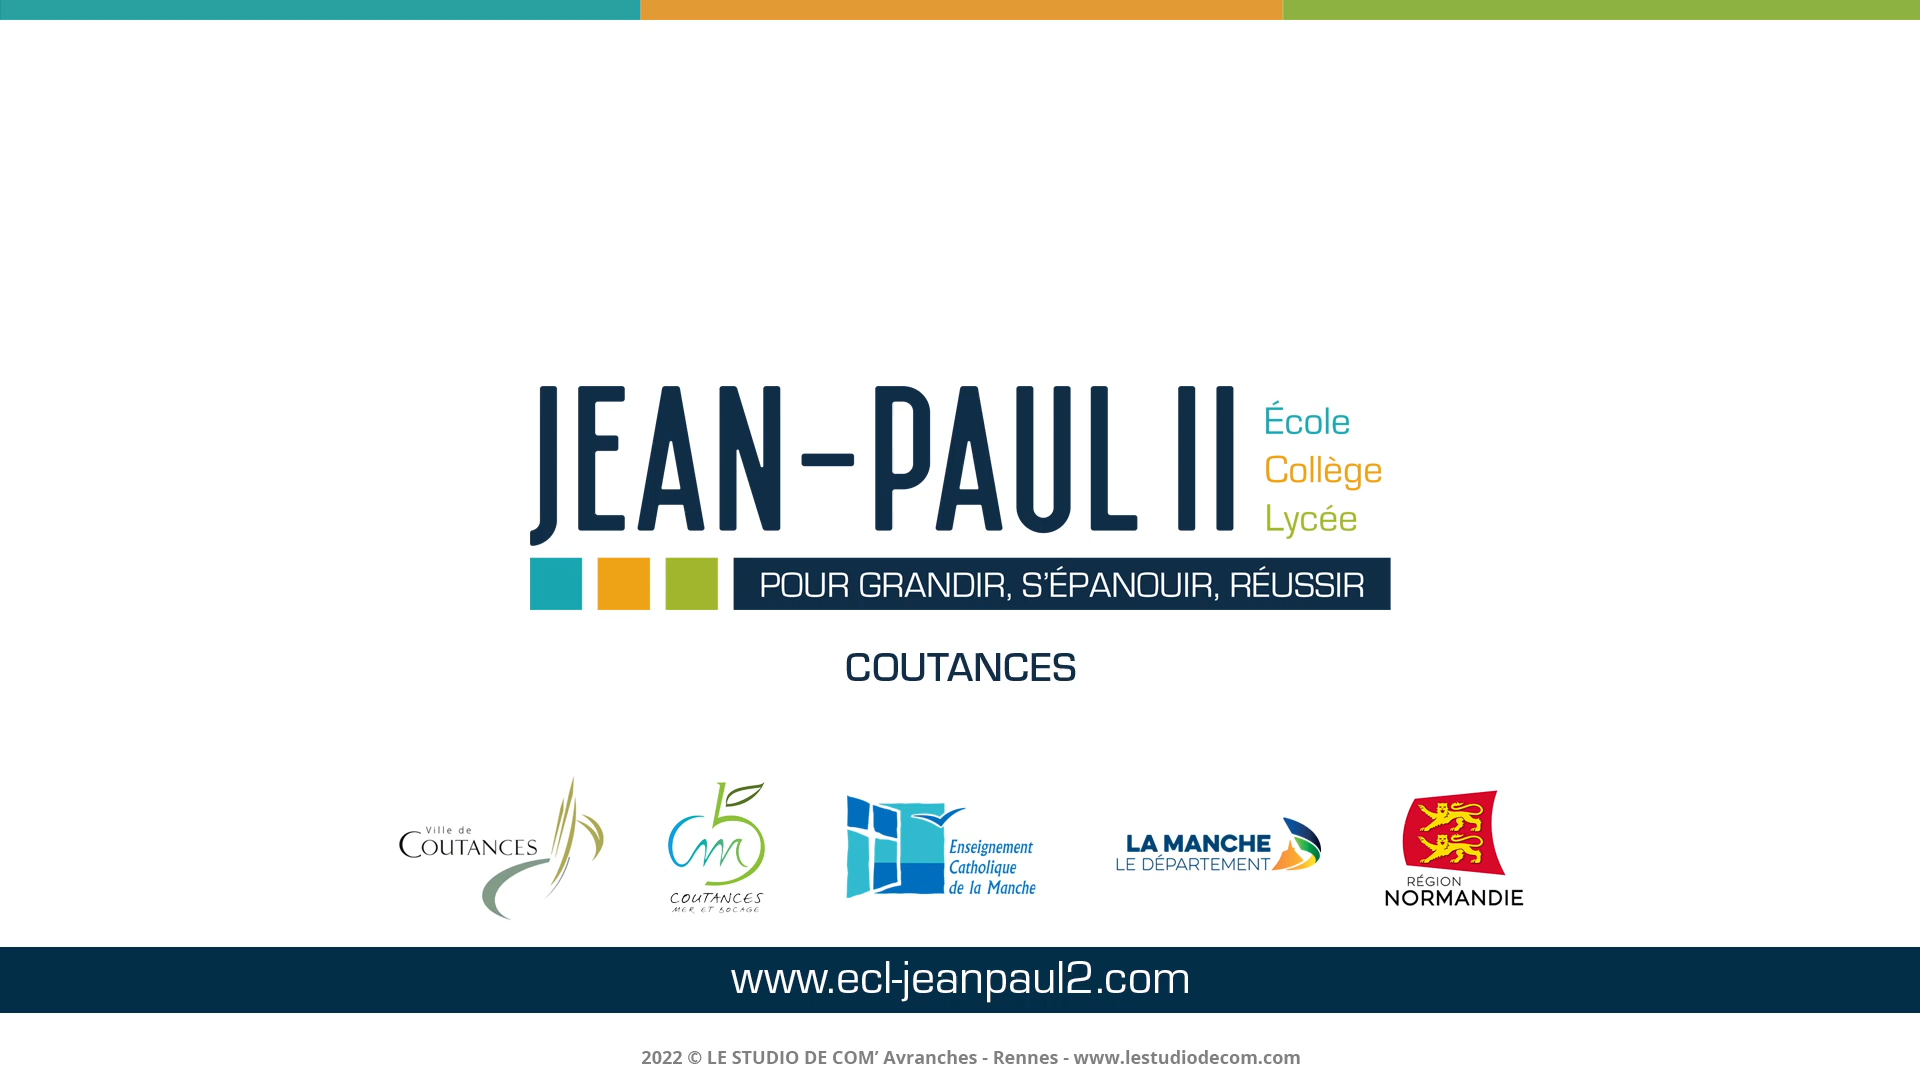 JEAN-PAUL II
École
Collège
Lycée
POUR GRANDIR, S'ÉPANOUIR, RÉUSSIR
COUTANCES
Ville de
COUTANCES
cm
COUTANCES
MER ET BOCAGE
Enseignement
Catholique
de la Manche
LA MANCHE
LE DÉPARTEMENT
RÉGION
NORMANDIE
www.ecl-jeanpaul2.com
2022 © LE STUDIO DE COM’ Avranches - Rennes - www.lestudiodecom.com